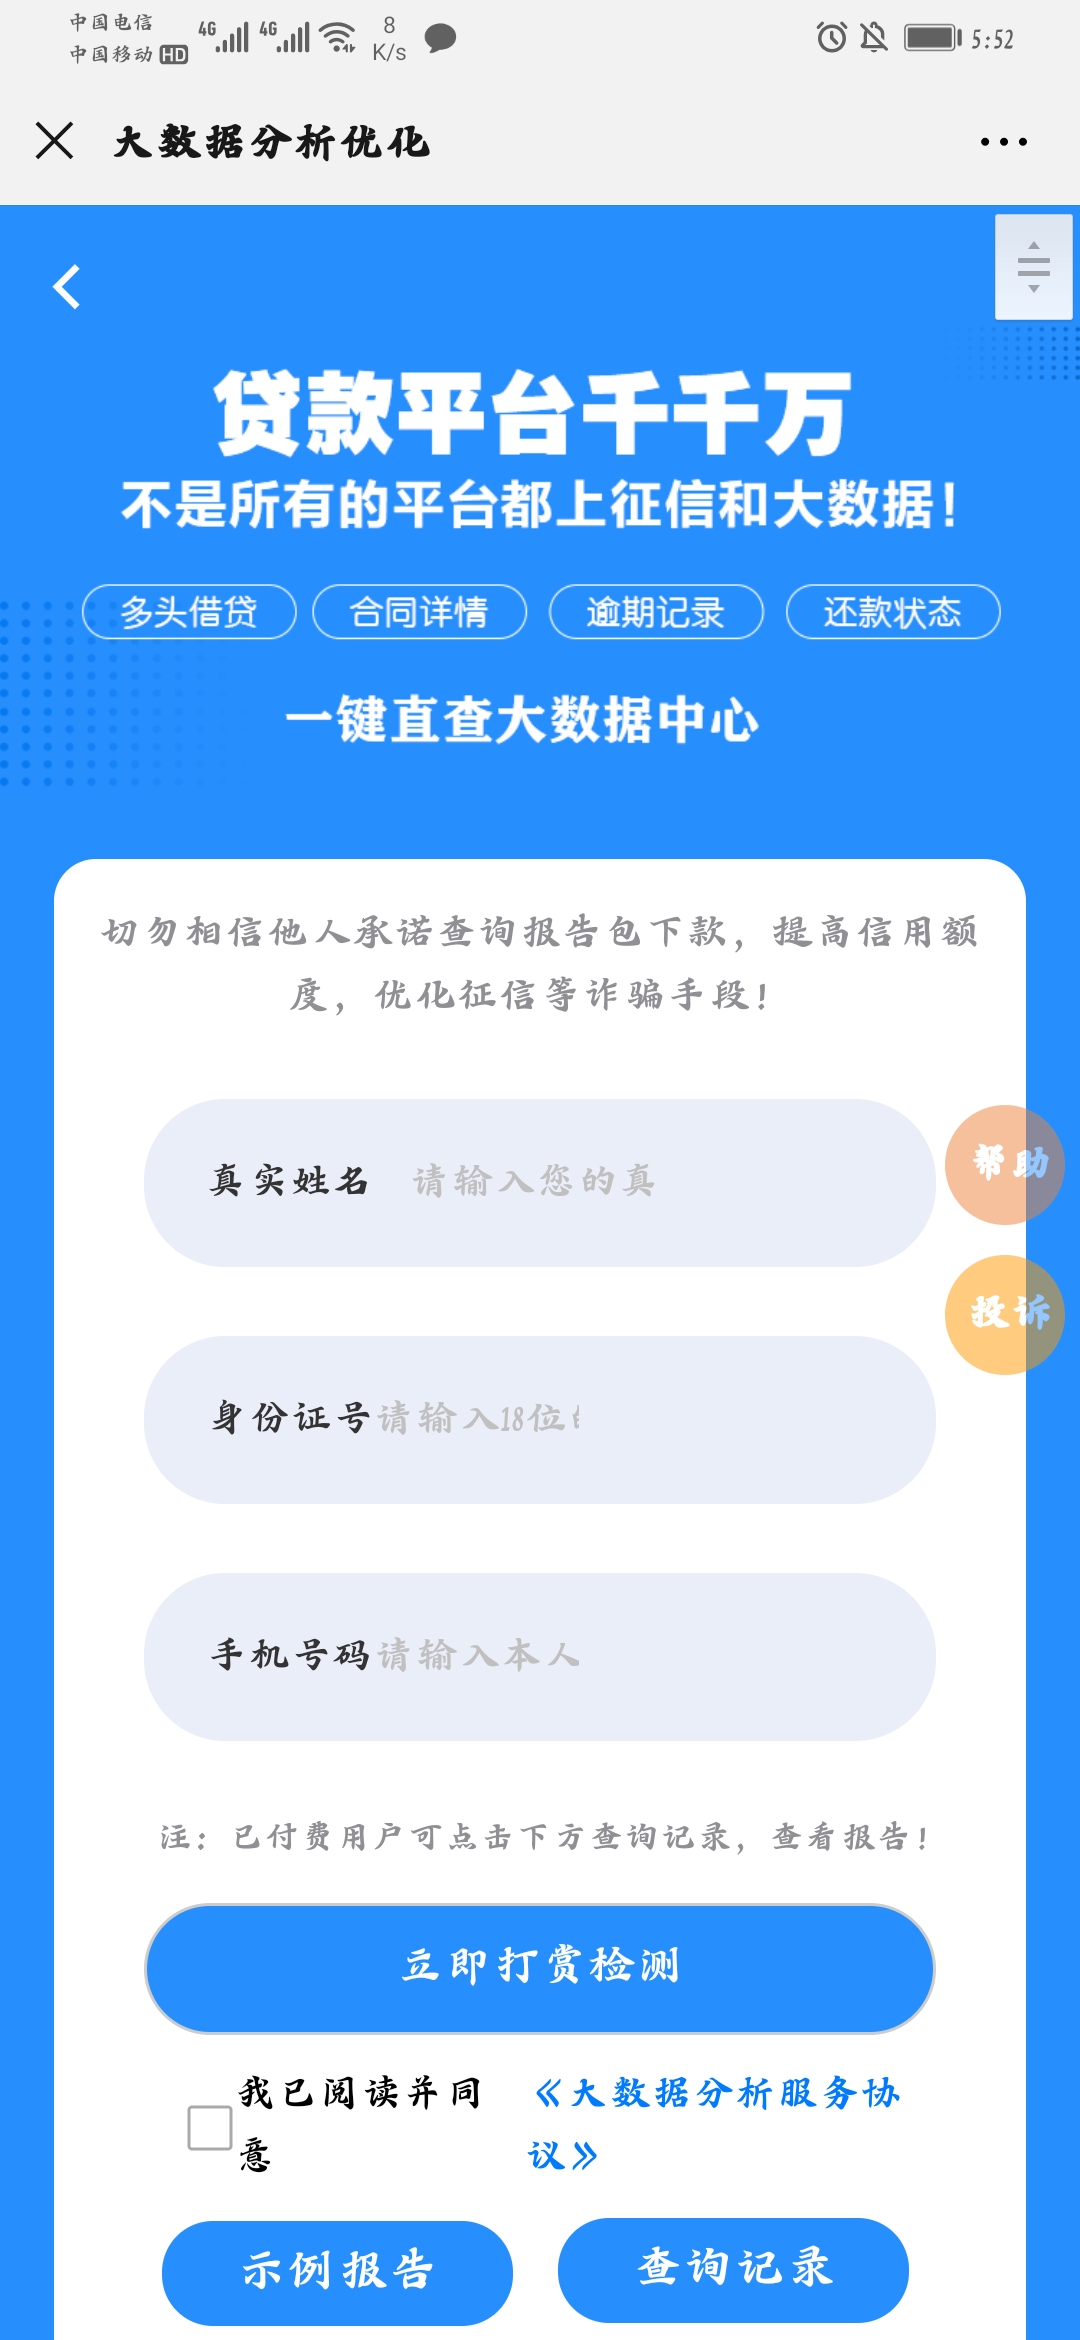 中国电信
中国移动 HD
4G 4G
8 K/s
5:52
大数据分析优化
贷款平台千千万
不是所有的平台都上征信和大数据！
多头借贷 合同详情 逾期记录 还款状态
一键直查大数据中心
切勿相信他人承诺查询报告包下款，提高信用额
度，优化征信等诈骗手段！
真实姓名 请输入您的真
帮助
投诉
身份证号 请输入18位
手机号码 请输入本人
注：已付费用户可点击下方查询记录，查看报告！
立即打赏检测
我已阅读并同 《大数据分析服务协
意 议》
示例报告 查询记录